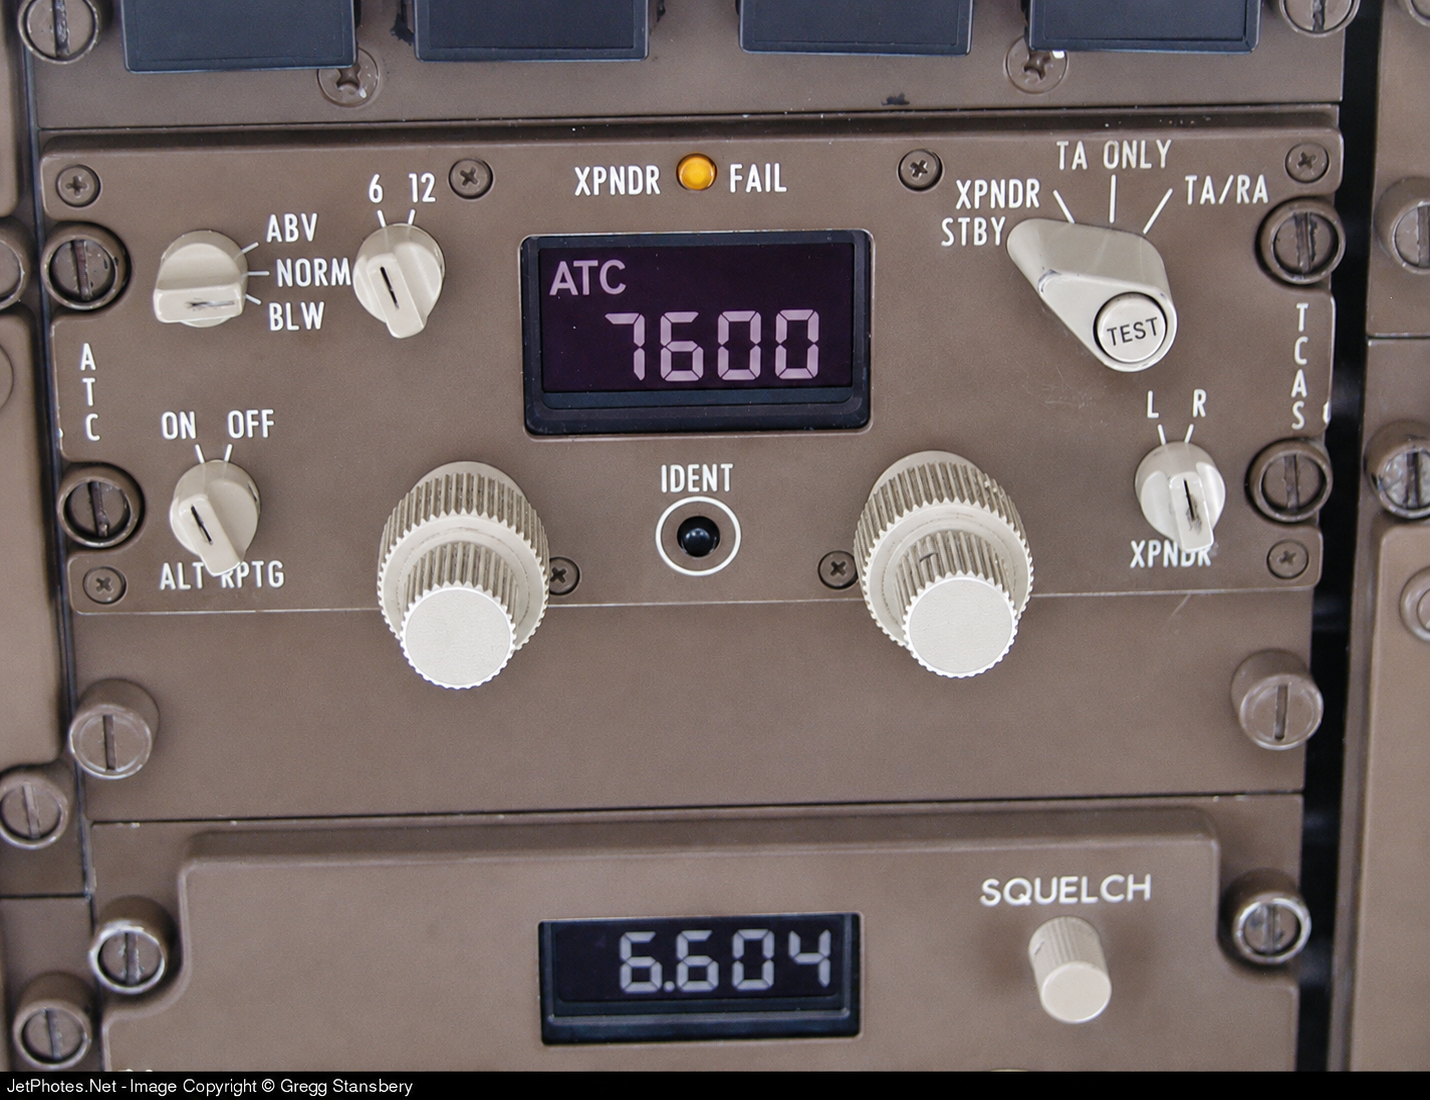 XPNDR FAIL
TA ONLY
XPNDR
TA/RA
STBY
6 12
ABV
NORM
BLW
ATC
7600
TEST
ATC
TCAS
ON OFF
ALT RPTG
IDENT
L R
XPNDR
SQUELCH
6.604
JetPhotos.Net - Image Copyright © Gregg Stansbery